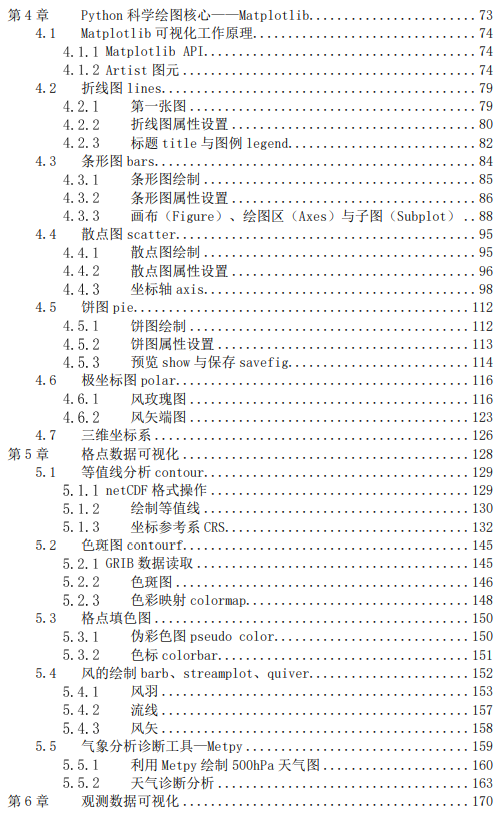 第 4 章 Python 科学绘图核心——Matplotlib........................ 73
4.1 Matplotlib 可视化工作原理........................ 74
4.1.1 Matplotlib API........................ 74
4.1.2 Artist 图元........................ 74
4.2 折线图 lines........................ 79
4.2.1 第一张图........................ 79
4.2.2 折线图属性设置........................ 80
4.2.3 标题 title 与图例 legend........................ 82
4.3 条形图 bars........................ 84
4.3.1 条形图绘制........................ 85
4.3.2 条形图属性设置........................ 86
4.3.3 画布（Figure）、绘图区（Axes）与子图（Subplot） .. 88
4.4 散点图 scatter........................ 95
4.4.1 散点图绘制........................ 95
4.4.2 散点图属性设置........................ 96
4.4.3 坐标轴 axis........................ 98
4.5 饼图 pie........................ 112
4.5.1 饼图绘制........................ 112
4.5.2 饼图属性设置........................ 113
4.5.3 预览 show 与保存 savefig........................ 114
4.6 极坐标图 polar........................ 116
4.6.1 风玫瑰图........................ 116
4.6.2 风矢端图........................ 123
4.7 三维坐标系........................ 126
第 5 章 格点数据可视化........................ 128
5.1 等值线分析 contour........................ 129
5.1.1 netCDF 格式操作........................ 129
5.1.2 绘制等值线........................ 130
5.1.3 坐标参考系 CRS........................ 132
5.2 色斑图 contourf........................ 145
5.2.1 GRIB 数据读取........................ 145
5.2.2 色斑图........................ 146
5.2.3 色彩映射 colormap........................ 148
5.3 格点填色图........................ 150
5.3.1 伪彩色图 pseudo color........................ 150
5.3.2 色标 colorbar........................ 151
5.4 风的绘制 barb、streamplot、quiver........................ 152
5.4.1 风羽........................ 153
5.4.2 流线........................ 157
5.4.3 风矢........................ 158
5.5 气象分析诊断工具—Metpy........................ 159
5.5.1 利用 Metpy 绘制 500hPa 天气图........................ 160
5.5.2 天气诊断分析........................ 163
第 6 章 观测数据可视化........................ 170